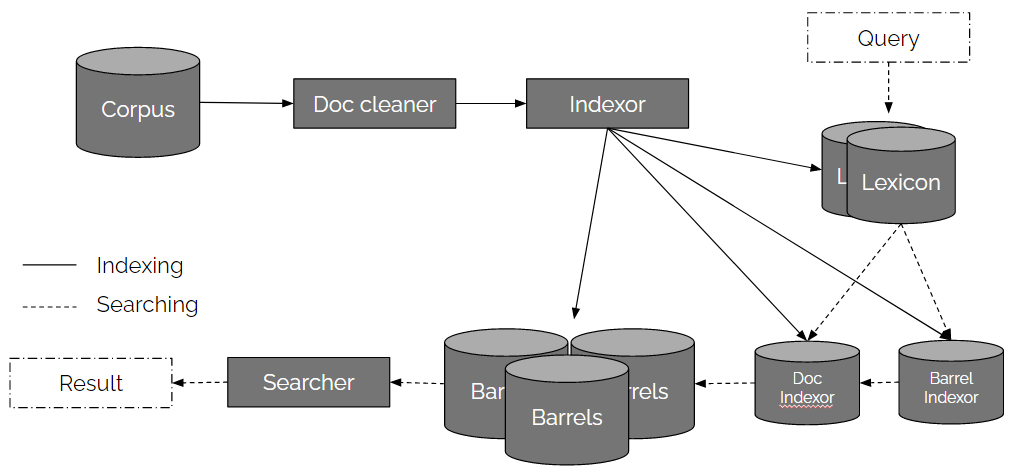 Query
Corpus
Doc cleaner
Indexor
L
Lexicon
Indexing
Searching
Result
Searcher
Bar
rrels
Barrels
Doc
Indexor
Barrel
Indexor